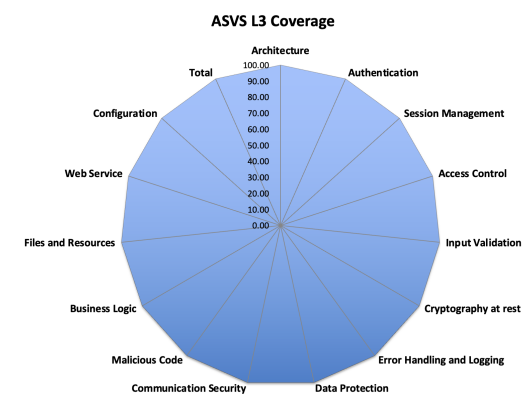 ASVS L3 Coverage
Architecture
100.00
90.00
80.00
70.00
60.00
50.00
40.00
30.00
20.00
10.00
0.00
Authentication
Session Management
Access Control
Input Validation
Cryptography at rest
Error Handling and Logging
Data Protection
Communication Security
Malicious Code
Business Logic
Files and Resources
Web Service
Configuration
Total